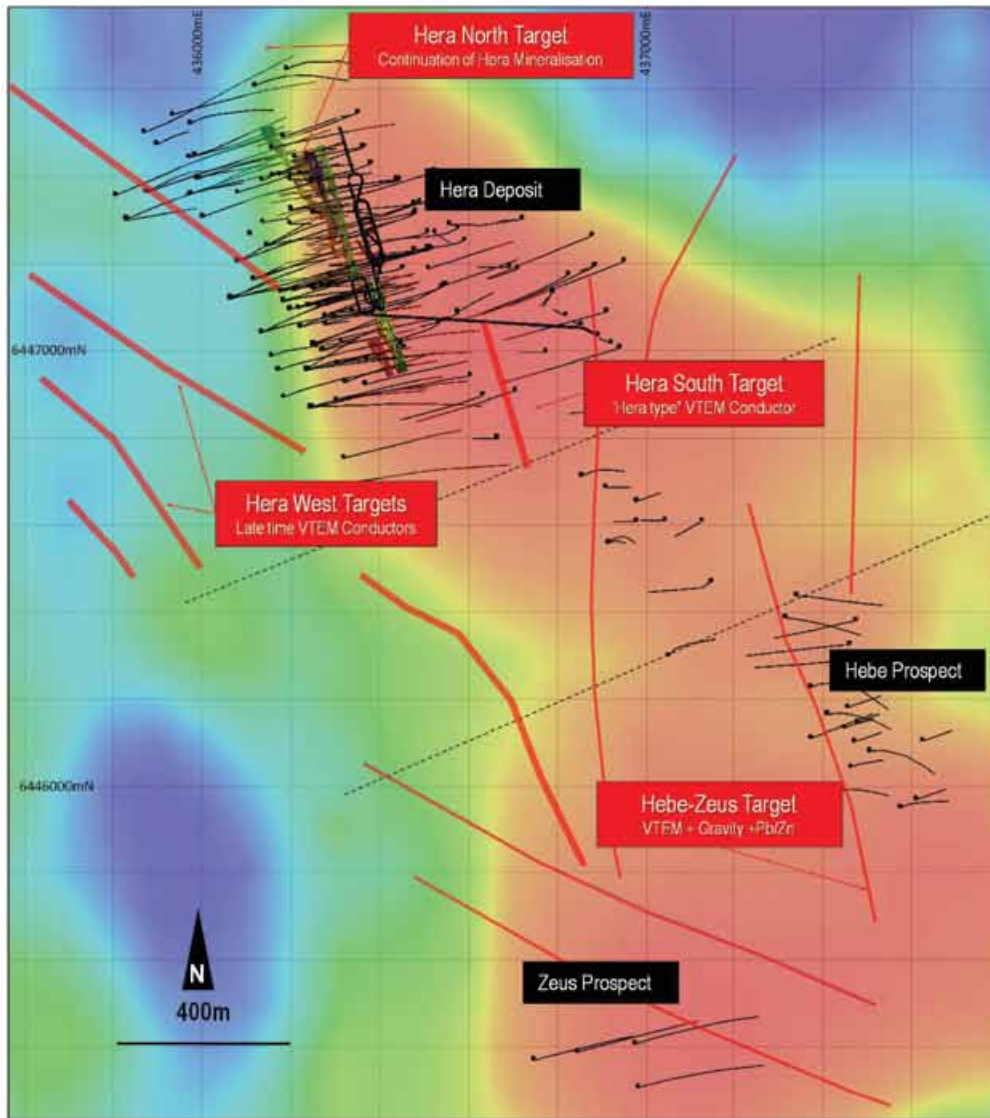 Hera North Target
Continuation of Hera Mineralisation
436000mE
437000mE
Hera Deposit
6447000mN
Hera South Target
"Hera type" VTEM Conductor
Hera West Targets
Late time VTEM Conductors
Hebe Prospect
6446000mN
Hebe-Zeus Target
VTEM + Gravity +Pb/Zn
N
400m
Zeus Prospect